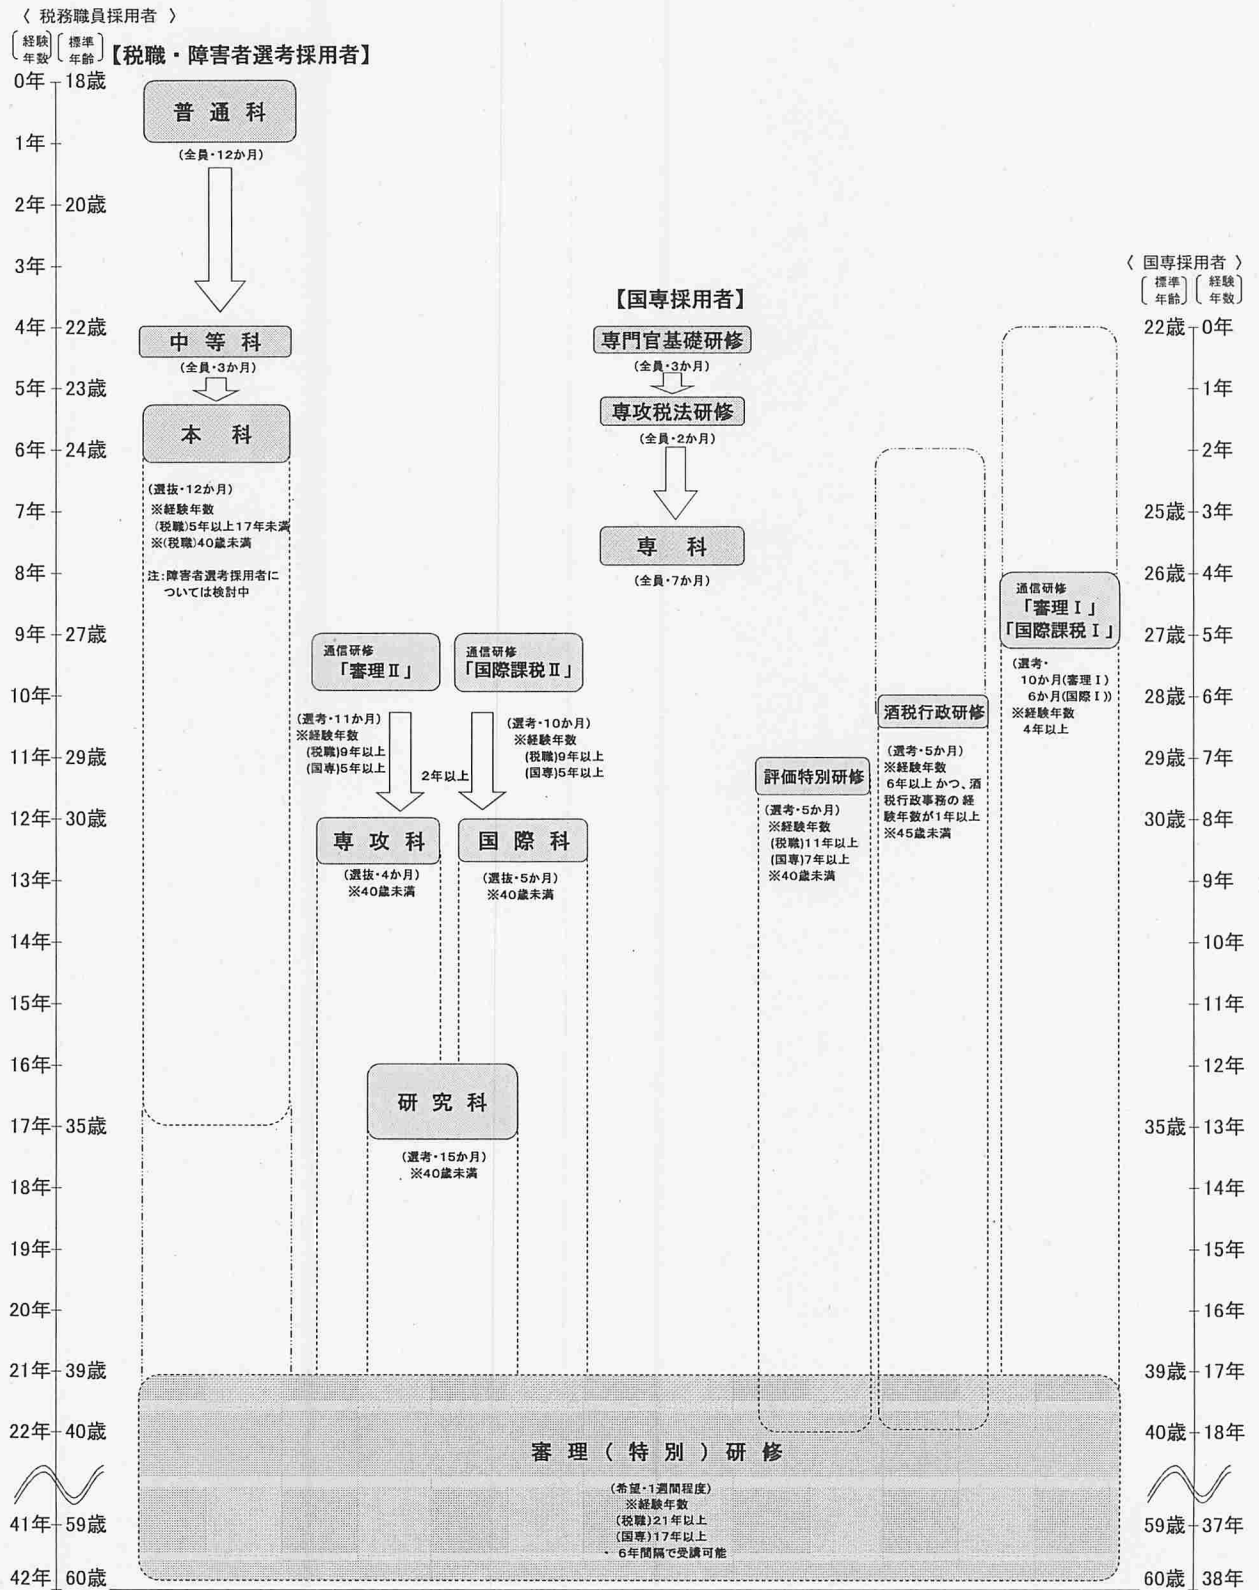 〈 税務職員採用者 〉
経験年数
標準年齢
【税職・障害者選考採用者】
0年 18歳
1年
2年 20歳
3年
4年 22歳
5年 23歳
6年 24歳
7年
8年
9年 27歳
10年
11年 29歳
12年 30歳
13年
14年
15年
16年
17年 35歳
18年
19年
20年
21年 39歳
22年 40歳
41年 59歳
42年 60歳
普通科
(全員・12か月)
中等科
(全員・3か月)
本科
(選抜・12か月)
※経験年数
(税職)5年以上17年未満
※(税職)40歳未満
注:障害者選考採用者に
ついては検討中
通信研修
「審理Ⅱ」
(選考・11か月)
※経験年数
(税職)9年以上
(国専)5年以上
2年以上
通信研修
「国際課税Ⅱ」
(選考・10か月)
※経験年数
(税職)9年以上
(国専)5年以上
専攻科
(選抜・4か月)
※40歳未満
国際科
(選抜・5か月)
※40歳未満
研究科
(選考・15か月)
※40歳未満
【国専採用者】
専門官基礎研修
(全員・3か月)
専攻税法研修
(全員・2か月)
専科
(全員・7か月)
評価特別研修
(選考・5か月)
※経験年数
(税職)11年以上
(国専)7年以上
※40歳未満
酒税行政研修
(選考・5か月)
※経験年数
6年以上かつ、酒
税行政事務の経
験年数が1年以上
※45歳未満
通信研修
「審理Ⅰ」
「国際課税Ⅰ」
(選考・
10か月(審理Ⅰ)
6か月(国際Ⅰ))
※経験年数
4年以上
〈 国専採用者 〉
標準年齢
経験年数
22歳 0年
1年
2年
25歳 3年
26歳 4年
27歳 5年
28歳 6年
29歳 7年
30歳 8年
9年
10年
11年
12年
35歳 13年
14年
15年
16年
39歳 17年
40歳 18年
59歳 37年
60歳 38年
審理(特別)研修
(希望・1週間程度)
※経験年数
(税職)21年以上
(国専)17年以上
・6年間隔で受講可能